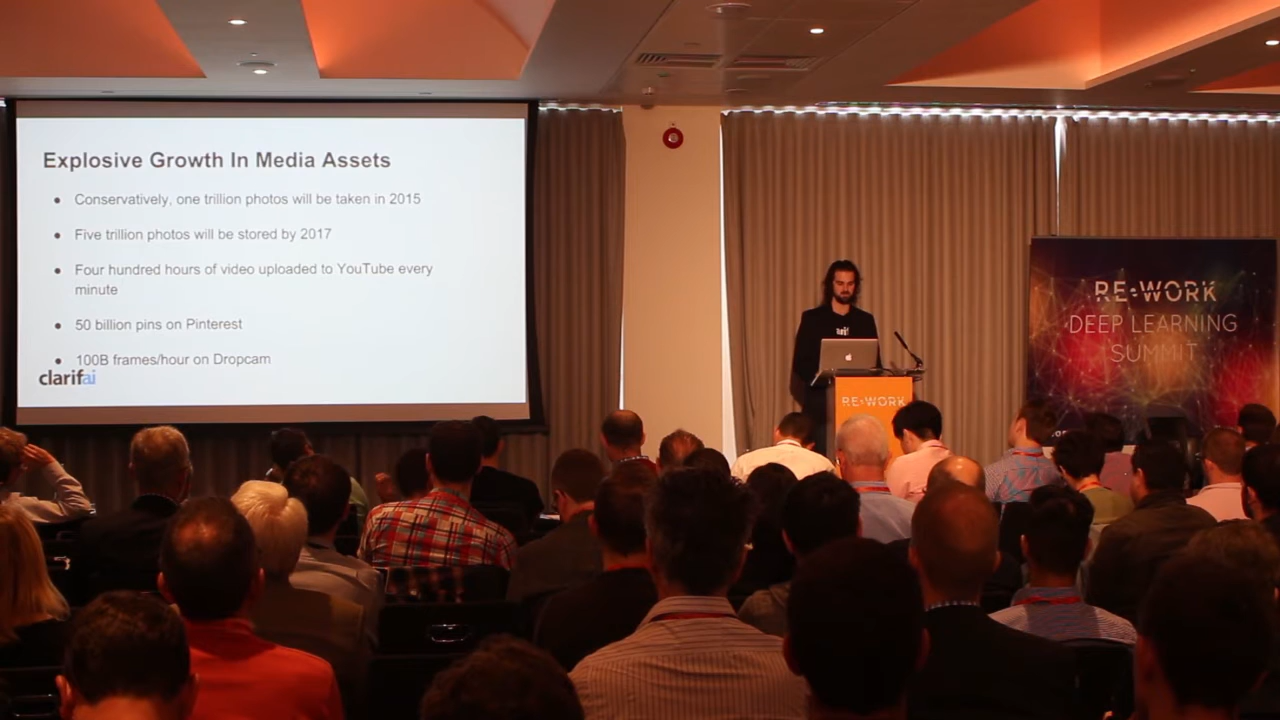 Explosive Growth In Media Assets
• Conservatively, one trillion photos will be taken in 2015
• Five trillion photos will be stored by 2017
• Four hundred hours of video uploaded to YouTube every
minute
• 50 billion pins on Pinterest
• 100B frames/hour on Dropcam
clarifai
RE•WORK
DEEP LEARNING
SUMMIT
RE•WORK